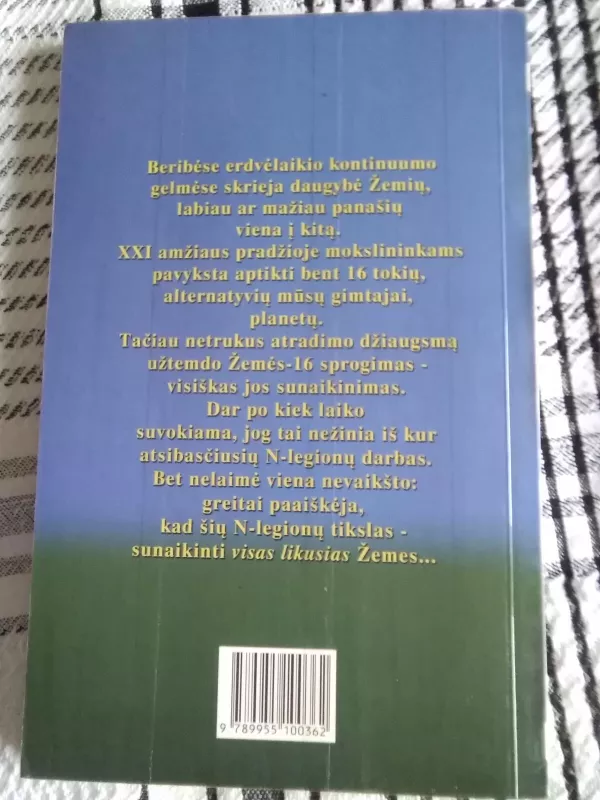 Beribėse erdvėlaikio kontinuumo
gelmėse skrieja daugybė Žemių,
labiau ar mažiau panašių
viena į kitą.
XXI amžiaus pradžioje mokslininkams
pavyksta aptikti bent 16 tokių,
alternatyvių mūsų gimtajai,
planetų.
Tačiau netrukus atradimo džiaugsmą
užtemdo Žemės-16 sprogimas -
visiškas jos sunaikinimas.
Dar po kiek laiko
suvokiama, jog tai nežinia iš kur
atsibasčiusių N-legionų darbas.
Bet nelaimė viena nevaikšto:
greitai paaiškėja,
kad šių N-legionų tikslas -
sunaikinti visas likusias Žemes...
9 789955 100362